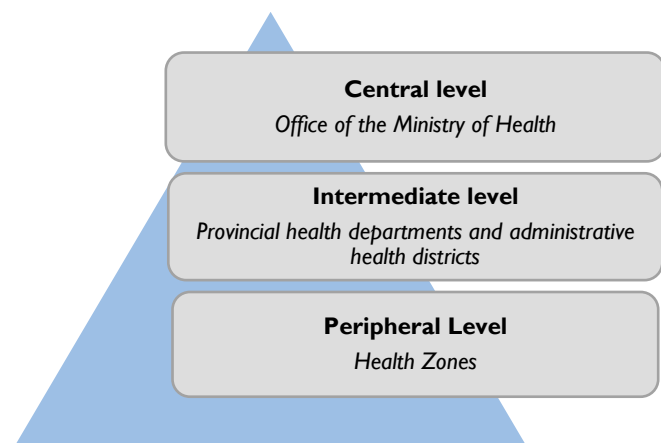 Central level
Office of the Ministry of Health
Intermediate level
Provincial health departments and administrative
health districts
Peripheral Level
Health Zones